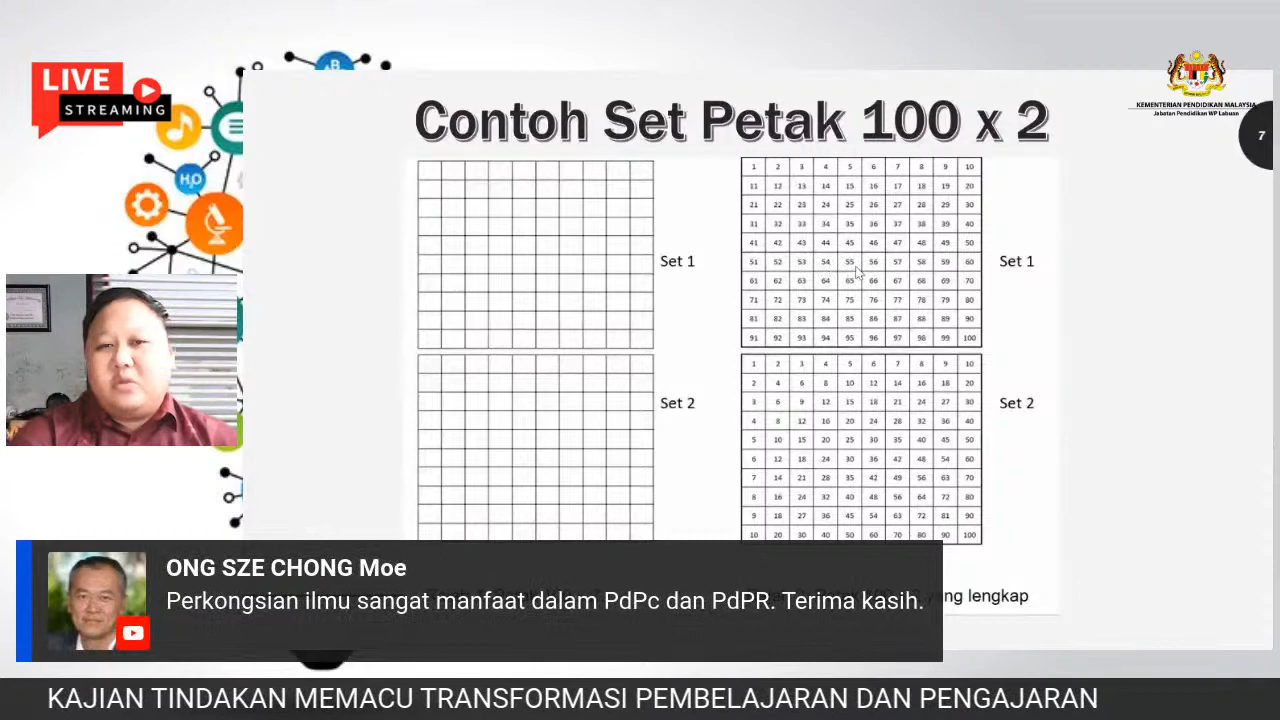 LIVE
STREAMING
B
H2O
KEMENTERIAN PENDIDIKAN MALAYSIA
Jabatan Pendidikan WP Labuan
7
Contoh Set Petak 100 x 2
Set 1
1 2 3 4 5 6 7 8 9 10
11 12 13 14 15 16 17 18 19 20
21 22 23 24 25 26 27 28 29 30
31 32 33 34 35 36 37 38 39 40
41 42 43 44 45 46 47 48 49 50
51 52 53 54 55 56 57 58 59 60
61 62 63 64 65 66 67 68 69 70
71 72 73 74 75 76 77 78 79 80
81 82 83 84 85 86 87 88 89 90
91 92 93 94 95 96 97 98 99 100
Set 1
Set 2
1 2 3 4 5 6 7 8 9 10
2 4 6 8 10 12 14 16 18 20
3 6 9 12 15 18 21 24 27 30
4 8 12 16 20 24 28 32 36 40
5 10 15 20 25 30 35 40 45 50
6 12 18 24 30 36 42 48 54 60
7 14 21 28 35 42 49 56 63 70
8 16 24 32 40 48 56 64 72 80
9 18 27 36 45 54 63 72 81 90
10 20 30 40 50 60 70 80 90 100
Set 2
lengkap
ONG SZE CHONG Moe
Perkongsian ilmu sangat manfaat dalam PdPc dan PdPR. Terima kasih.
KAJIAN TINDAKAN MEMACU TRANSFORMASI PEMBELAJARAN DAN PENGAJARAN